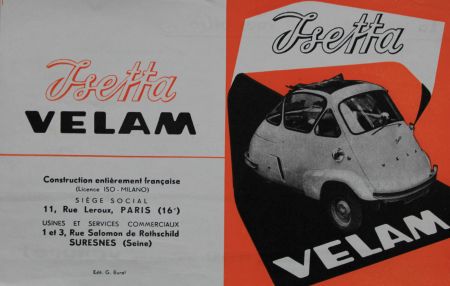 Isetta
VELAM
Construction entièrement française
(Licence ISO - MILANO)
SIÈGE SOCIAL
11, Rue Leroux, PARIS (16ᵉ)
USINES ET SERVICES COMMERCIAUX
1 et 3, Rue Salomon de Rothschild
SURESNES (Seine)
Edit. G. Burel
Isetta
VELAM